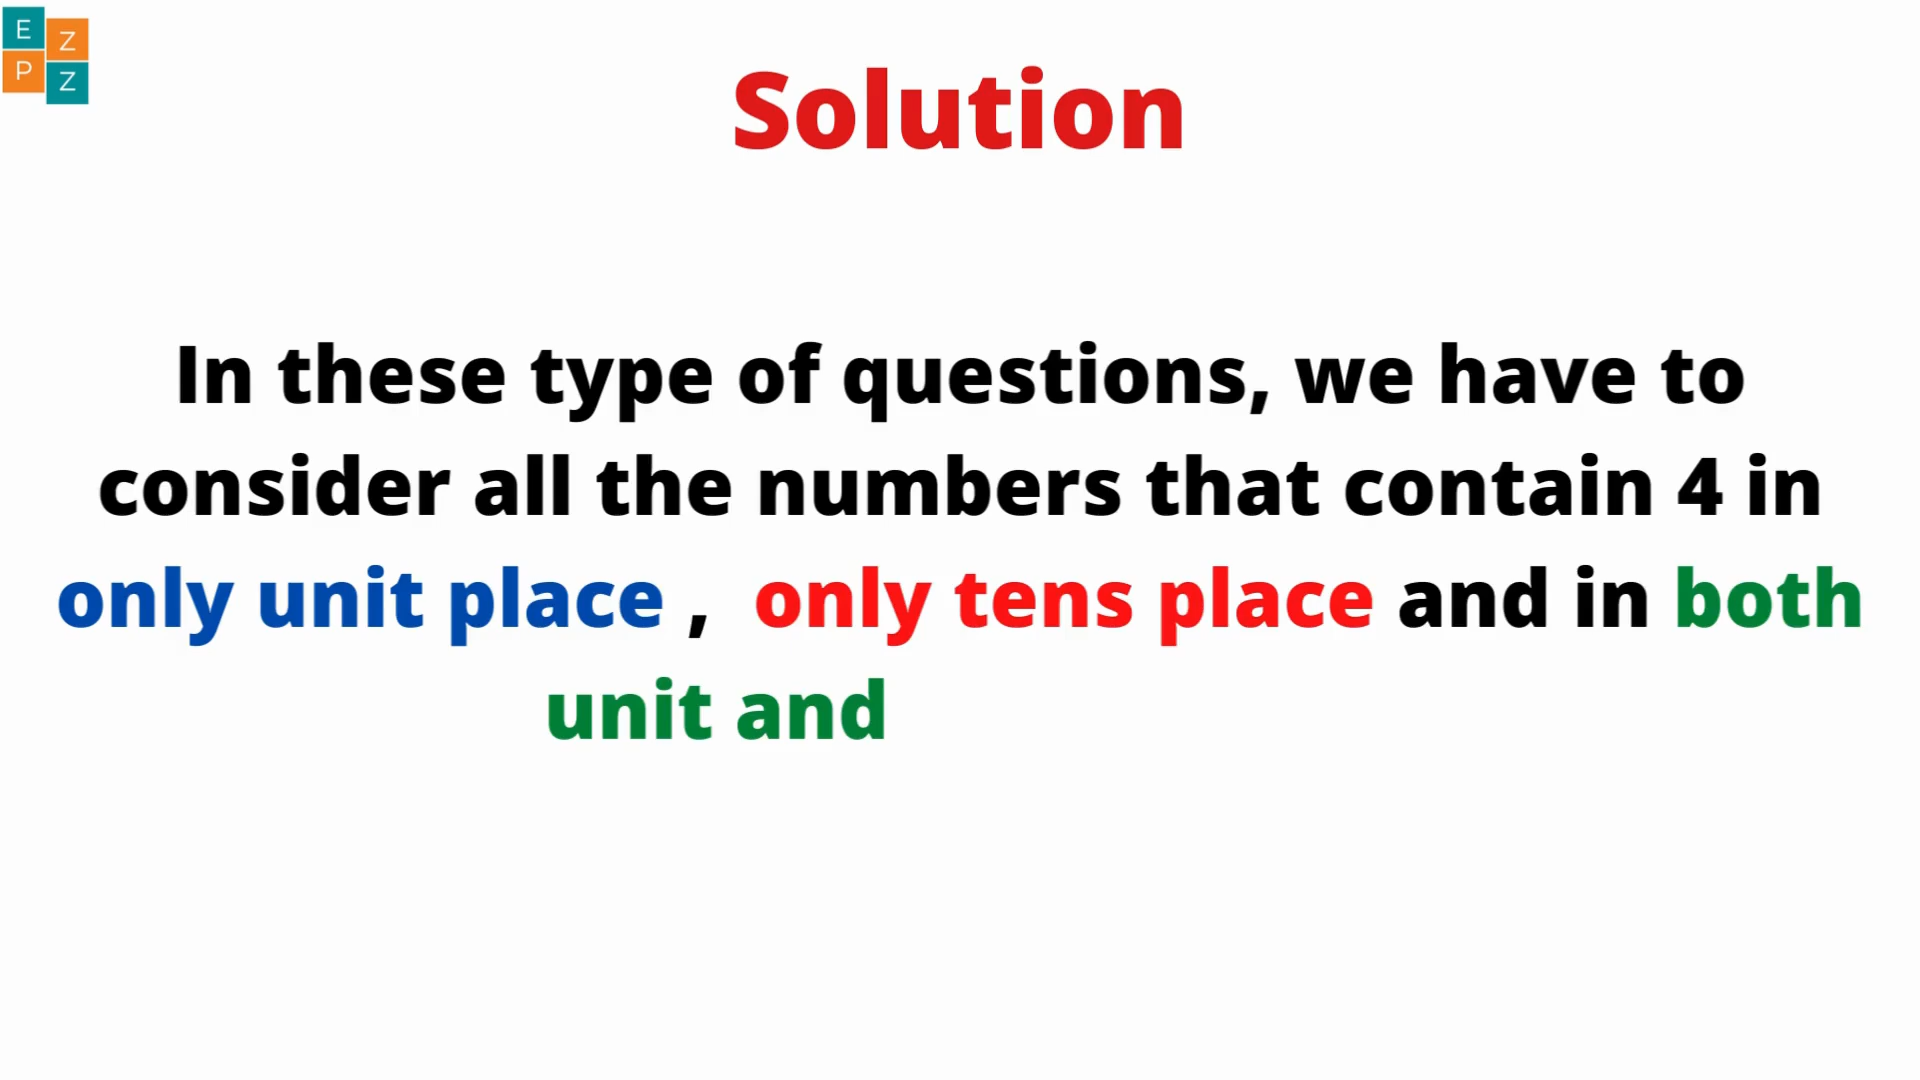 E Z
P Z
Solution
In these type of questions, we have to
consider all the numbers that contain 4 in
only unit place , only tens place and in both
unit and